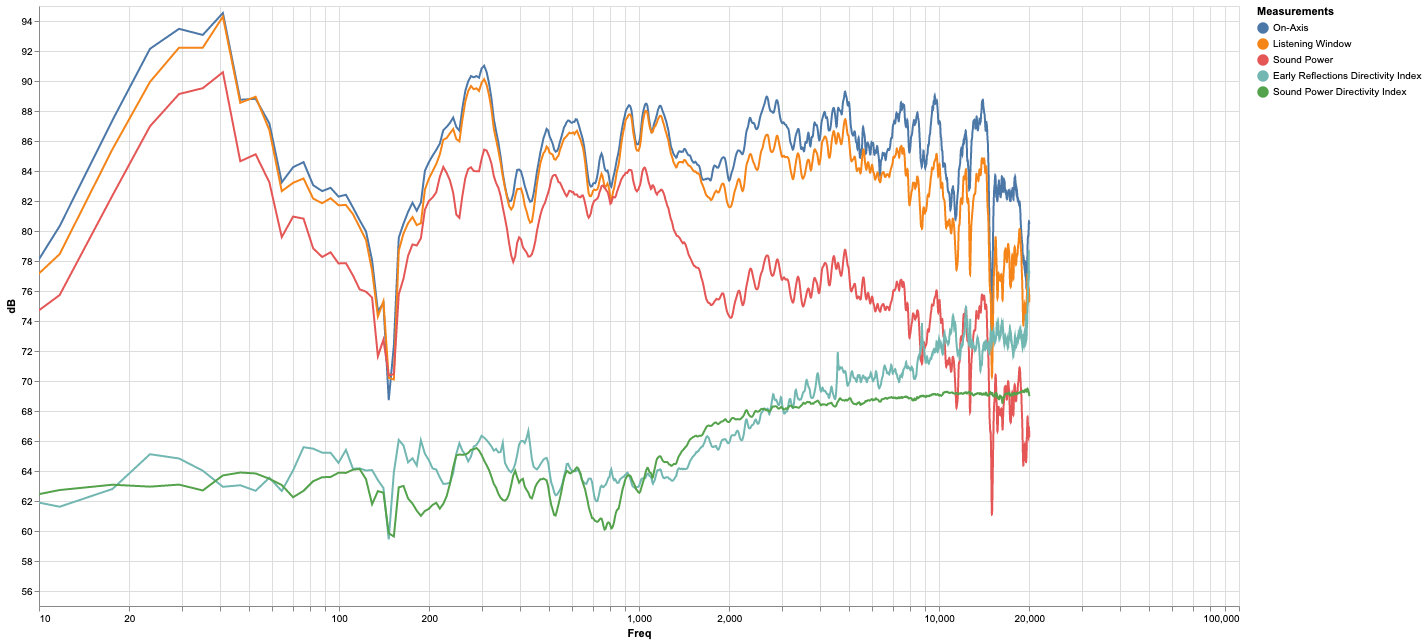 Measurements
On-Axis
Listening Window
Sound Power
Early Reflections Directivity Index
Sound Power Directivity Index
94
92
90
88
86
84
82
80
78
76
74
72
70
68
66
64
62
60
58
56
dB
10 20 100 200 1,000 2,000 10,000 20,000 100,000
Freq